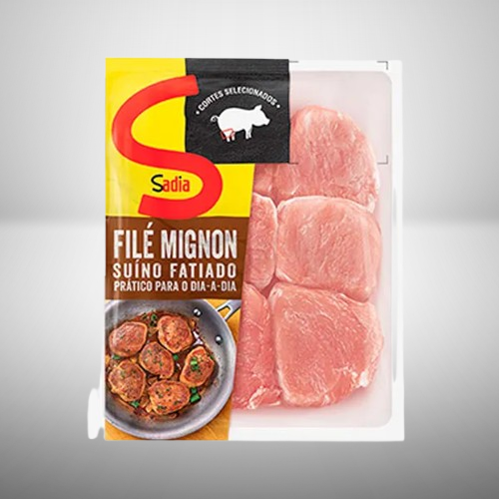 CORTES SELECIONADOS
S
Sadia
FILÉ MIGNON
SUÍNO FATIADO
PRÁTICO PARA O DIA-A-DIA